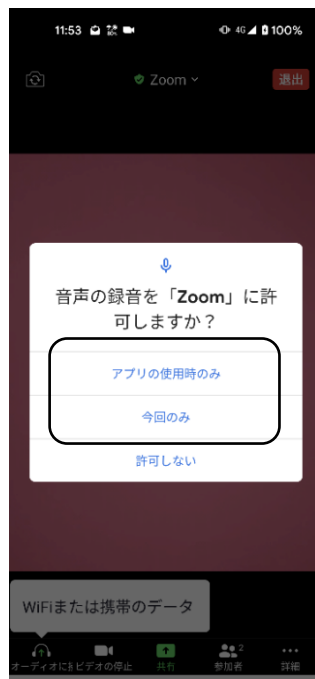 11:53 4G 100%
Zoom 退出
音声の録音を「Zoom」に許
可しますか？
アプリの使用時のみ
今回のみ
許可しない
WiFiまたは携帯のデータ
オーディオに ビデオの停止 共有 参加者 2 詳細